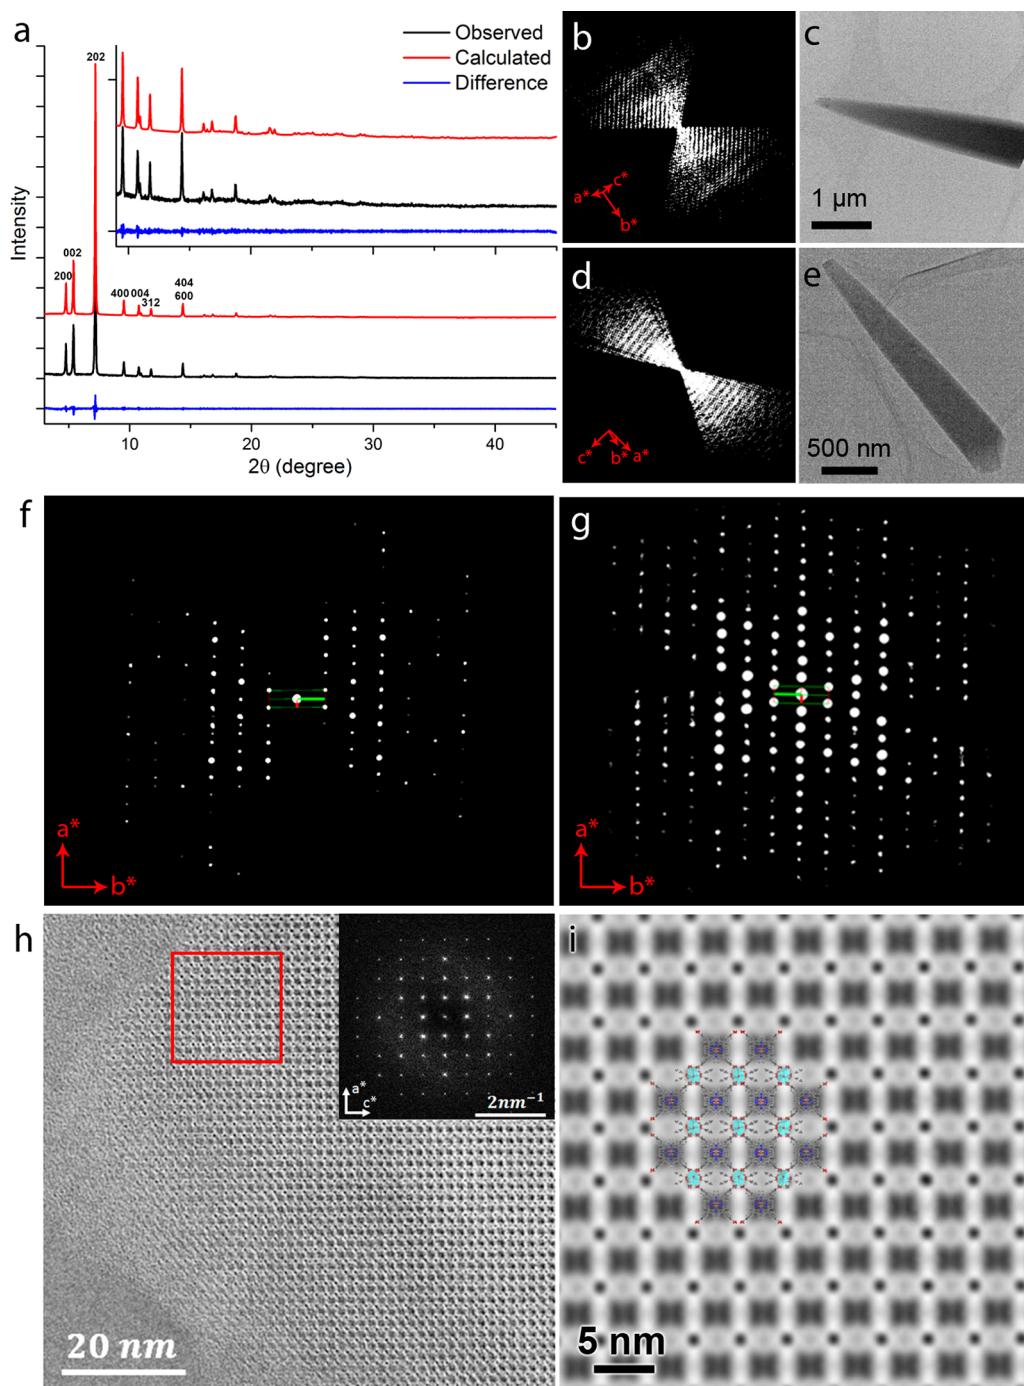 a
Observed
Calculated
Difference
202
002
200
400 004
312
404
600
Intensity
10
20
30
40
2θ (degree)
b
a*
c*
b*
c
1 µm
d
c*
b*
a*
e
500 nm
f
a*
b*
g
a*
b*
h
a*
c*
2nm⁻¹
20 nm
i
5 nm